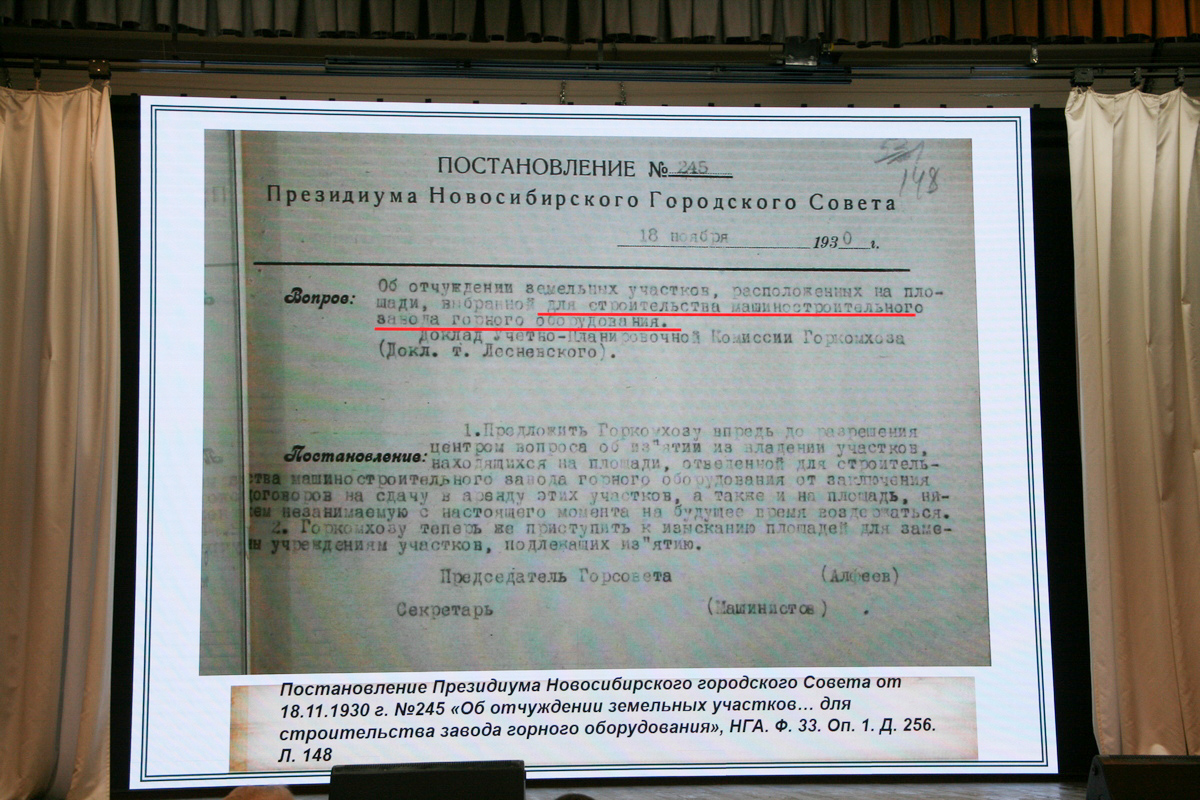 ПОСТАНОВЛЕНИЕ № 245
148
Президиума Новосибирского Городского Совета
18 ноября 1930 г.
Вопрос: Об отчуждении земельных участков, расположенных на пло-
щади, выбранной для строительства машиностроительного
завода горного оборудования.
Доклад Учетно-Планировочной Комиссии Горкомхоза
(Докл. т. Лесневского).
1.Предложить Горкомхозу впредь до разрешения
центром вопроса об из"ятии из владении участков,
Постановление: находящихся на площади, отведенной для строитель-
ства машиностроительного завода горного оборудования от заключения
договоров на сдачу в аренду этих участков, а также и на площадь, ни-
ем незанимаемую с настоящего момента на будущее время воздержаться.
2. Горкомхозу теперь же приступить к изысканию площадей для заме-
н учреждениям участков, подлежащих из"ятию.
Председатель Горсовета (Алфеев)
Секретарь (Машинистов) .
Постановление Президиума Новосибирского городского Совета от
18.11.1930 г. №245 «Об отчуждении земельных участков… для
строительства завода горного оборудования», НГА. Ф. 33. Оп. 1. Д. 256.
Л. 148